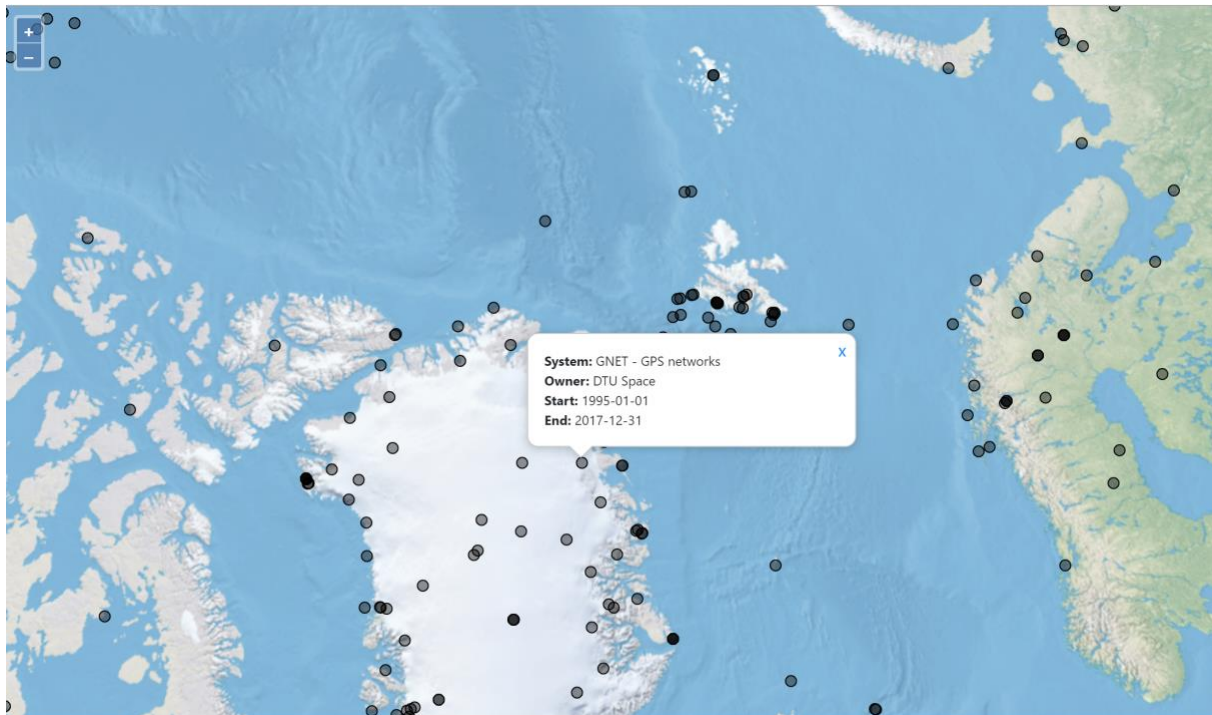 +
−
X
System: GNET - GPS networks
Owner: DTU Space
Start: 1995-01-01
End: 2017-12-31